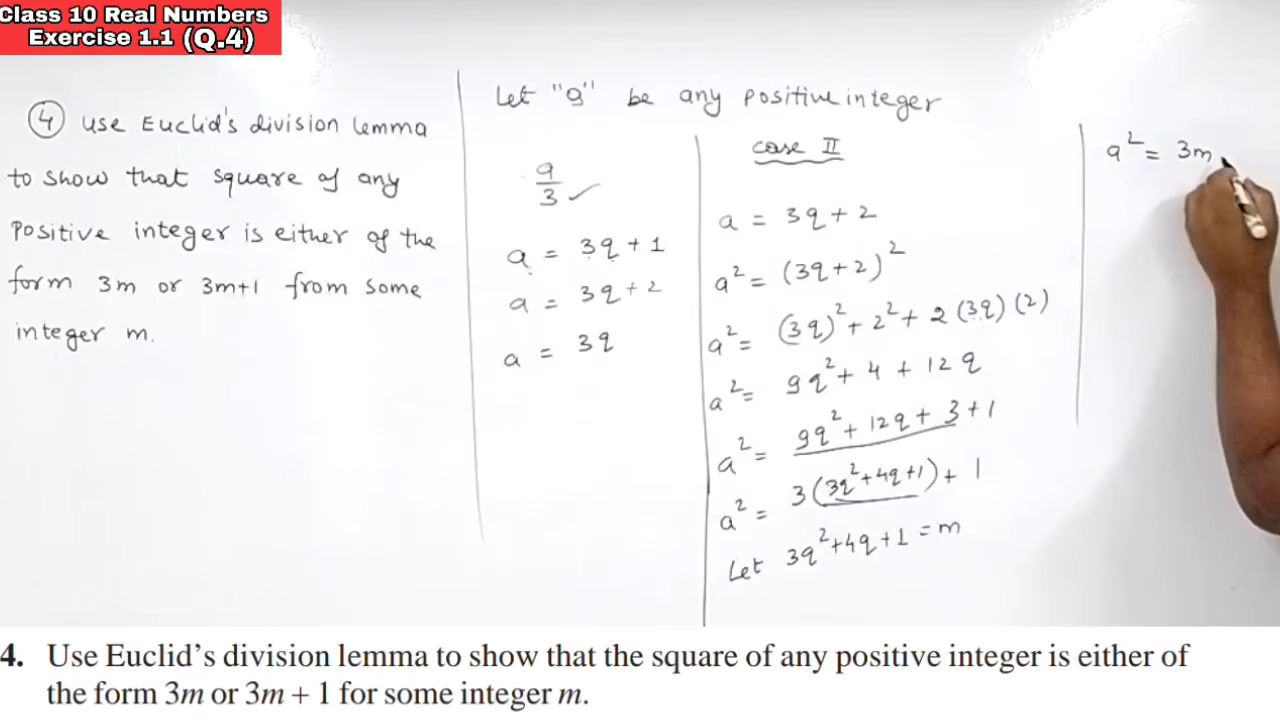 Class 10 Real Numbers
Exercise 1.1 (Q.4)
④ Use Euclid's division lemma
to show that square of any
Positive integer is either of the
form 3m or 3m+1 from some
integer m.
Let "a" be any positive integer
a/3 ✓
a = 3q + 1
a = 3q + 2
a = 3q
Case II
a = 3q + 2
a² = (3q+2)²
a² = (3q)² + 2² + 2 (3q) (2)
a² = 9q² + 4 + 12q
a² = 9q² + 12q + 3 + 1
a² = 3 (3q²+4q+1) + 1
Let 3q²+4q+1 = m
a² = 3m
4. Use Euclid's division lemma to show that the square of any positive integer is either of
the form 3m or 3m + 1 for some integer m.